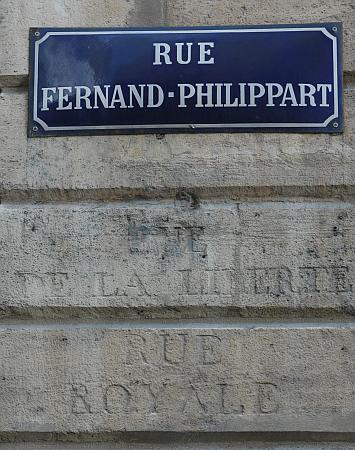 RUE
FERNAND-PHILIPPART
RUE
DE LA LIBERTE
RUE
ROYALE